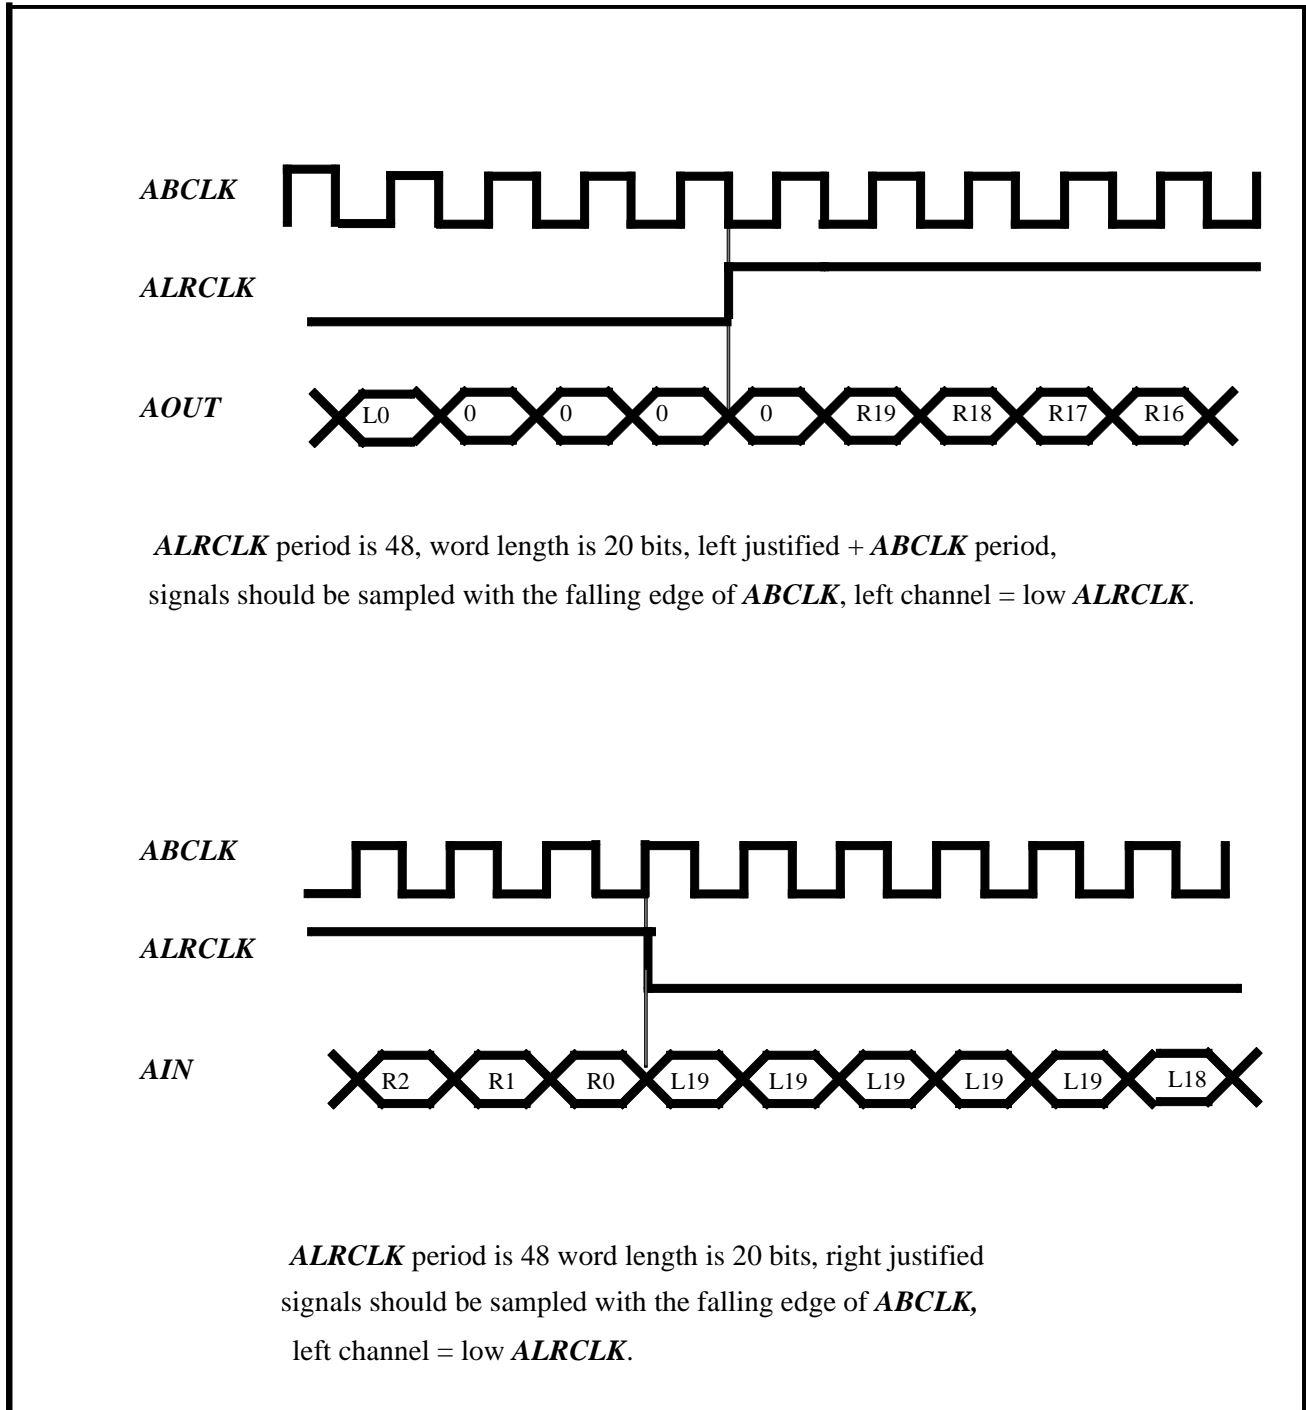 ABCLK
ALRCLK
AOUT L0 0 0 0 0 R19 R18 R17 R16
ALRCLK period is 48, word length is 20 bits, left justified + ABCLK period,
signals should be sampled with the falling edge of ABCLK, left channel = low ALRCLK.
ABCLK
ALRCLK
AIN R2 R1 R0 L19 L19 L19 L19 L19 L18
ALRCLK period is 48 word length is 20 bits, right justified
signals should be sampled with the falling edge of ABCLK,
left channel = low ALRCLK.